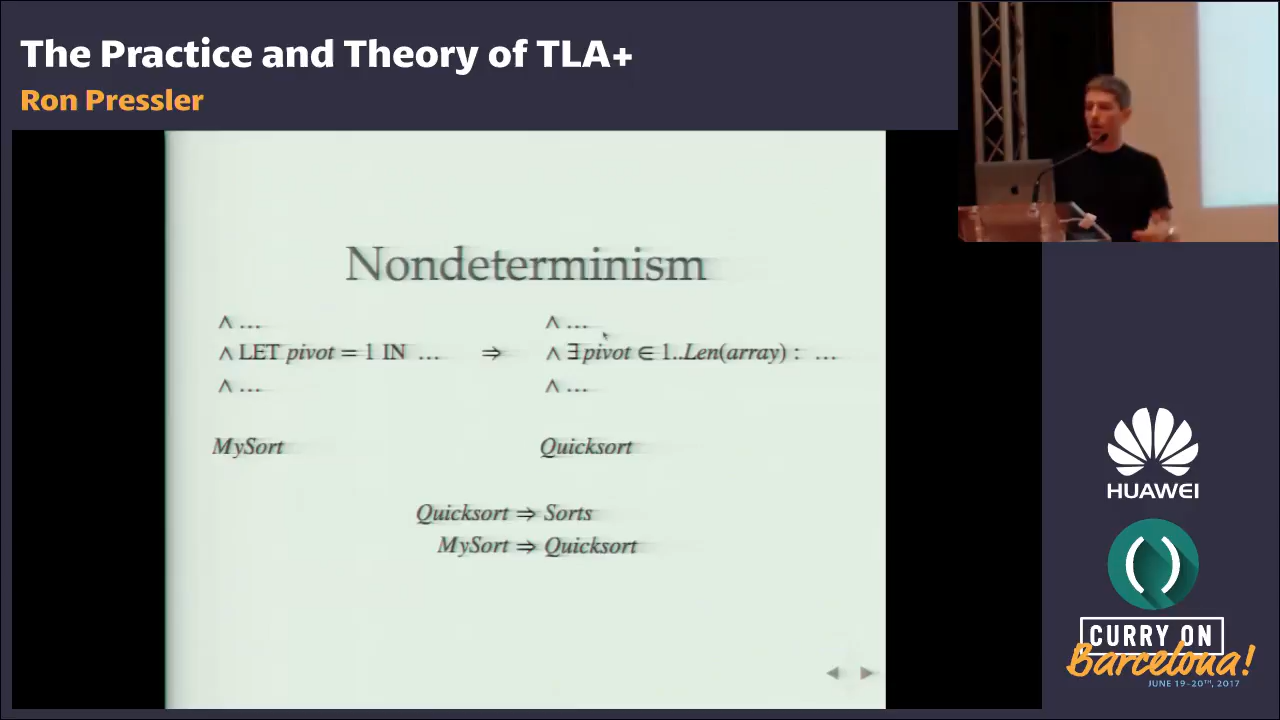 The Practice and Theory of TLA+
Ron Pressler
Nondeterminism
∧ ... ∧ ...
∧ LET pivot = 1 IN ... ⇒ ∧ ∃ pivot ∈ 1..Len(array) : ...
∧ ... ∧ ...
MySort Quicksort
Quicksort ⇒ Sorts
MySort ⇒ Quicksort
HUAWEI
CURRY ON
Barcelona!
JUNE 19-20TH, 2017